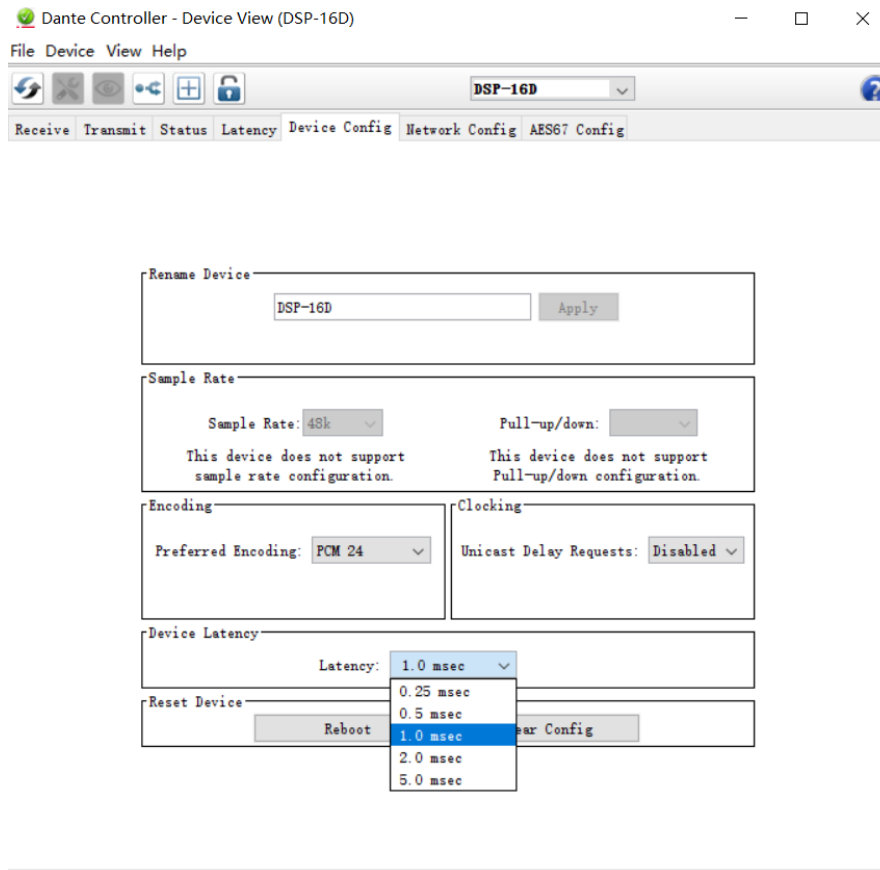 Dante Controller - Device View (DSP-16D)
File Device View Help
DSP-16D
?
Receive Transmit Status Latency Device Config Network Config AES67 Config
Rename Device
DSP-16D Apply
Sample Rate
Sample Rate: 48k Pull-up/down:
This device does not support This device does not support
sample rate configuration. Pull-up/down configuration.
Encoding Clocking
Preferred Encoding: PCM 24 Unicast Delay Requests: Disabled
Device Latency
Latency: 1.0 msec
0.25 msec
Reset Device
0.5 msec
Reboot 1.0 msec ear Config
2.0 msec
5.0 msec